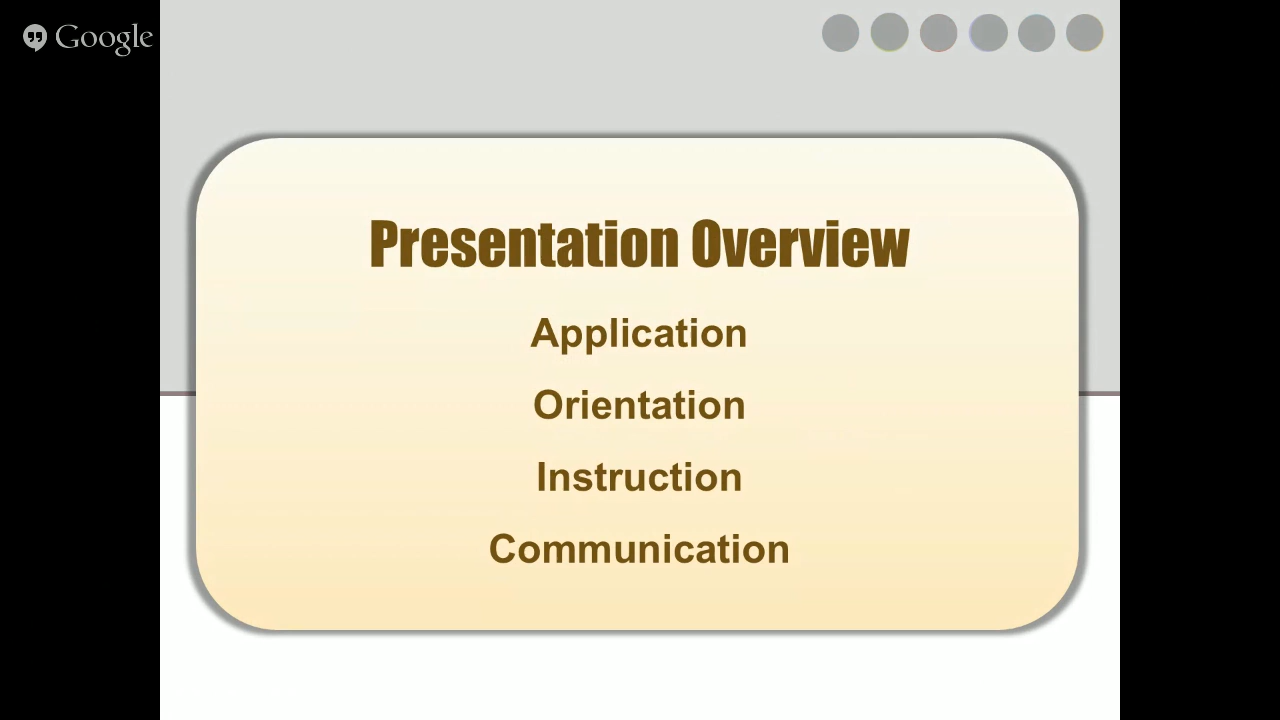 Google
Presentation Overview
Application
Orientation
Instruction
Communication